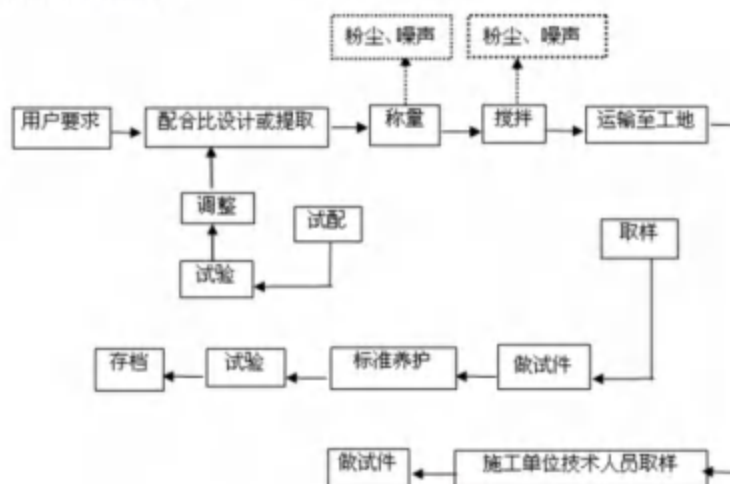 粉尘、噪声
粉尘、噪声
用户要求
配合比设计或提取
称量
搅拌
运输至工地
调整
试配
取样
试验
存档
试验
标准养护
做试件
做试件
施工单位技术人员取样